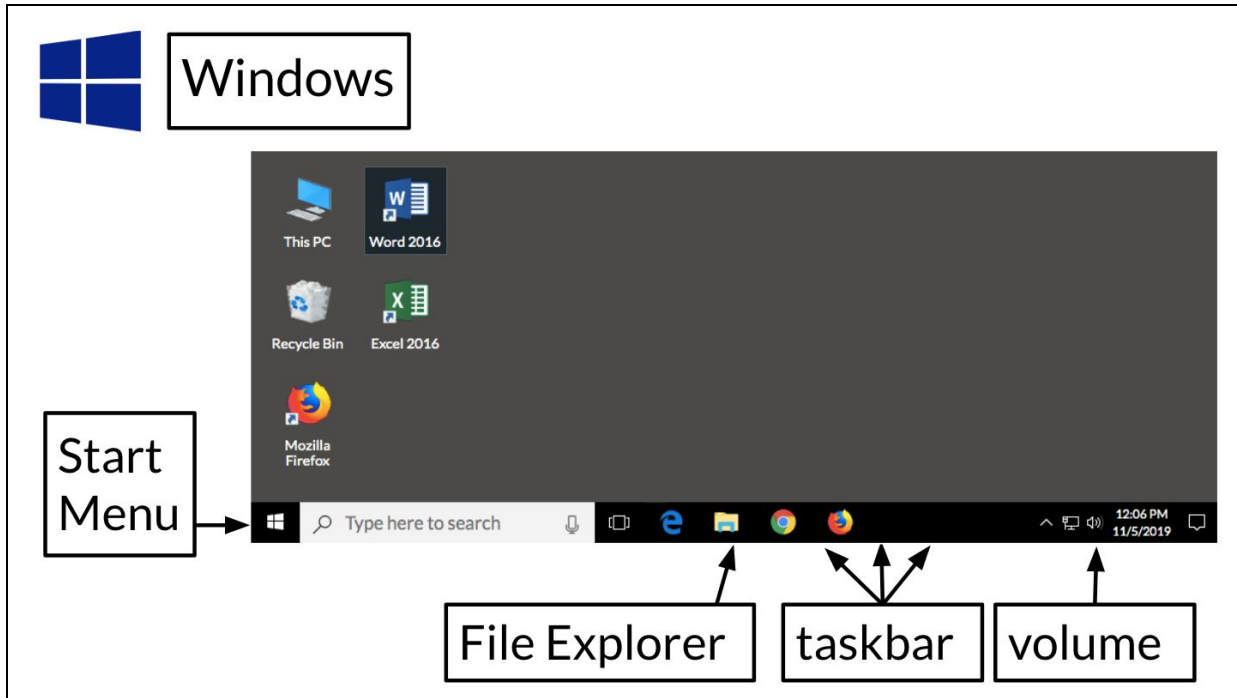 Windows
This PC
Word 2016
Recycle Bin
Excel 2016
Mozilla
Firefox
Start
Menu
Type here to search
12:06 PM
11/5/2019
File Explorer
taskbar
volume